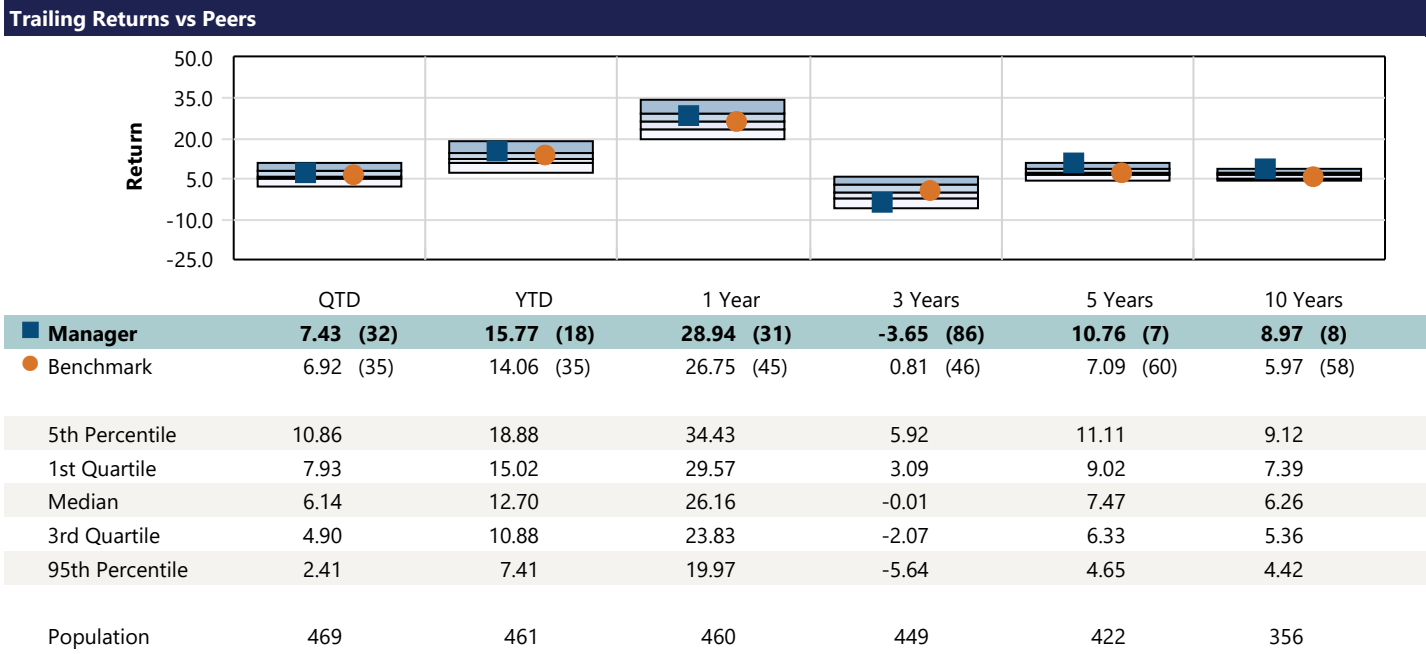 Trailing Returns vs Peers
50.0
35.0
20.0
5.0
-10.0
-25.0
Return
QTD YTD 1 Year 3 Years 5 Years 10 Years
Manager 7.43 (32) 15.77 (18) 28.94 (31) -3.65 (86) 10.76 (7) 8.97 (8)
Benchmark 6.92 (35) 14.06 (35) 26.75 (45) 0.81 (46) 7.09 (60) 5.97 (58)
5th Percentile 10.86 18.88 34.43 5.92 11.11 9.12
1st Quartile 7.93 15.02 29.57 3.09 9.02 7.39
Median 6.14 12.70 26.16 -0.01 7.47 6.26
3rd Quartile 4.90 10.88 23.83 -2.07 6.33 5.36
95th Percentile 2.41 7.41 19.97 -5.64 4.65 4.42
Population 469 461 460 449 422 356